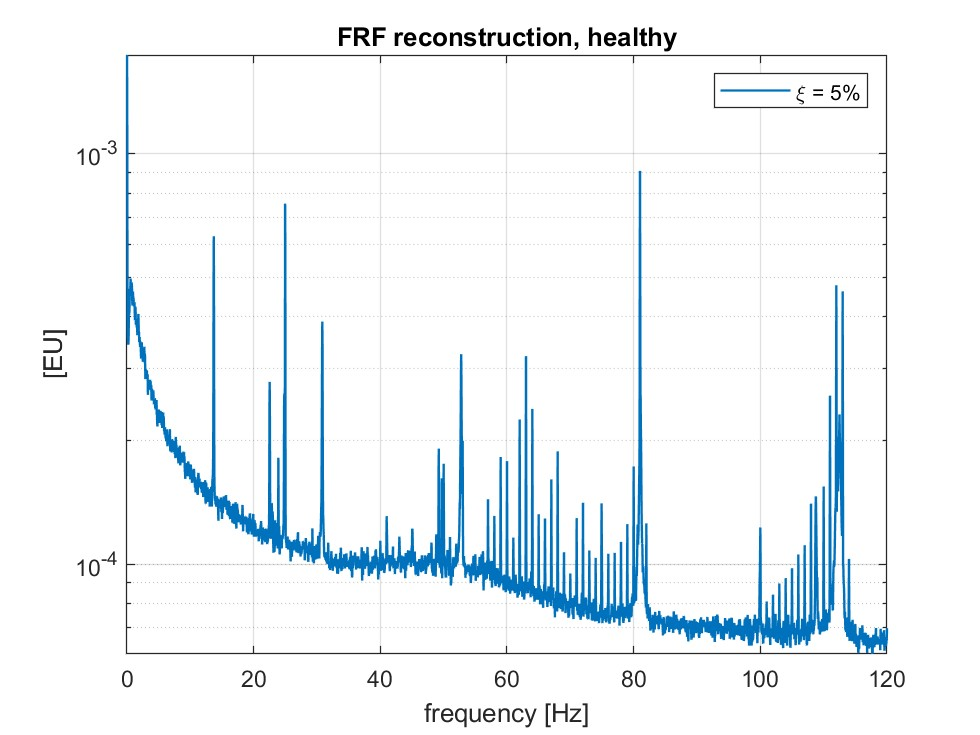 FRF reconstruction, healthy
ξ = 5%
10^-3
10^-4
[EU]
0 20 40 60 80 100 120
frequency [Hz]